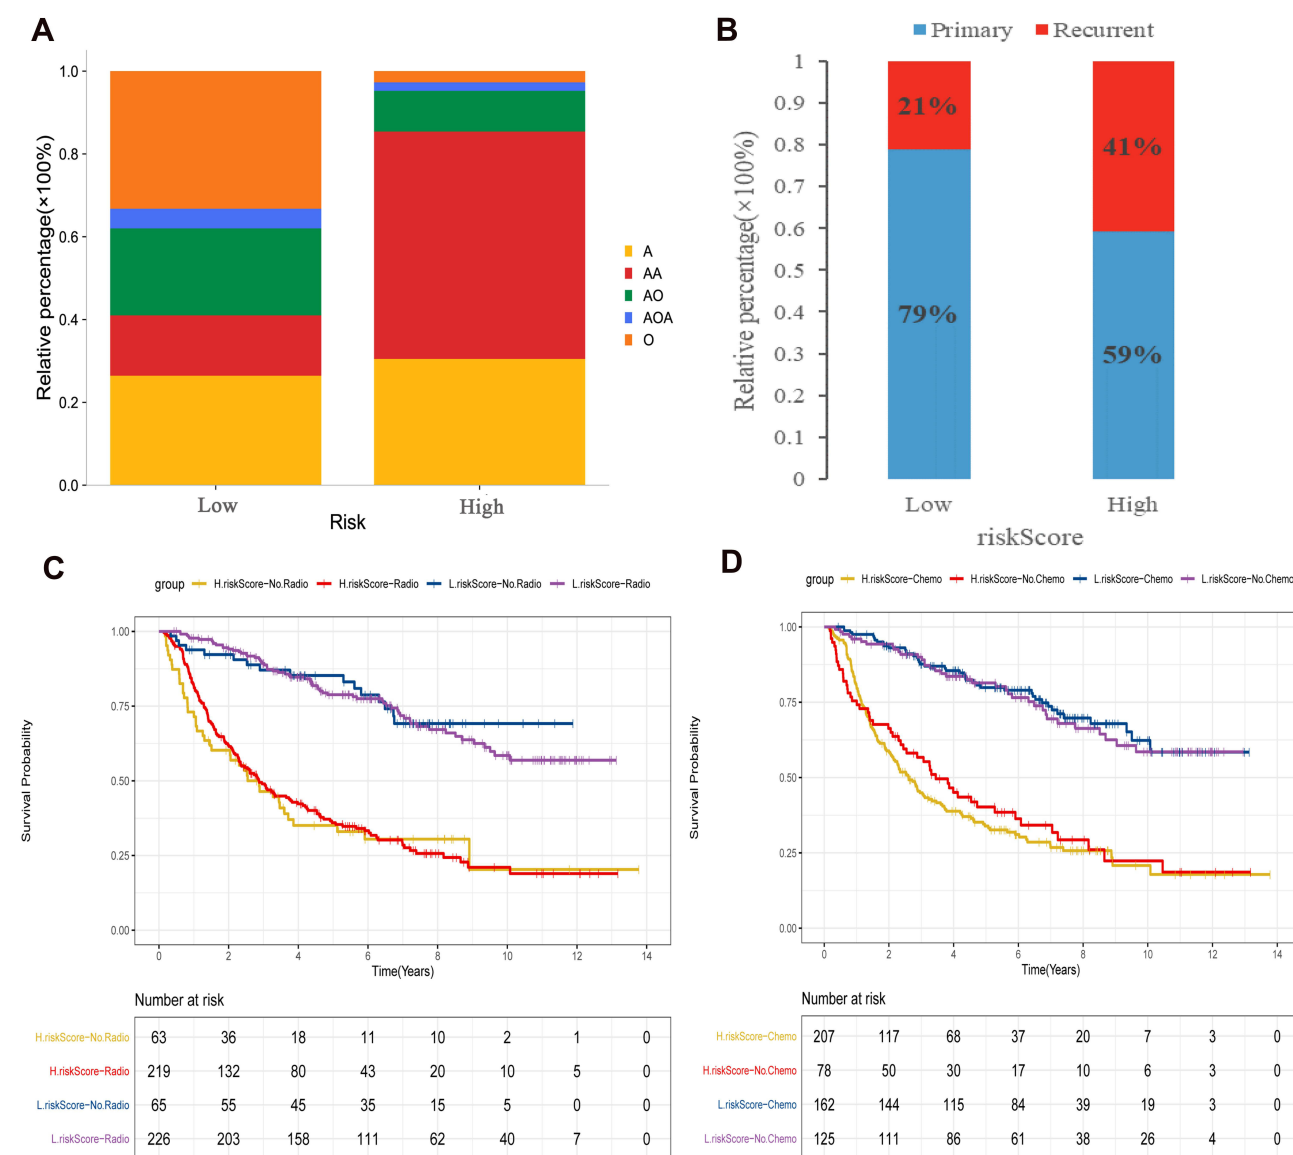 A
Relative percentage(×100%)
1.0
0.8
0.6
0.4
0.2
0.0
Low
High
Risk
A
AA
AO
AOA
O
B
Primary
Recurrent
Relative percentage(×100%)
1
0.9
0.8
0.7
0.6
0.5
0.4
0.3
0.2
0.1
0
21%
79%
41%
59%
Low
High
riskScore
C
group H.riskScore-No.Radio H.riskScore-Radio L.riskScore-No.Radio L.riskScore-Radio
Survival Probability
1.00
0.75
0.50
0.25
0.00
0 2 4 6 8 10 12 14
Time(Years)
Number at risk
H.riskScore-No.Radio 63 36 18 11 10 2 1 0
H.riskScore-Radio 219 132 80 43 20 10 5 0
L.riskScore-No.Radio 65 55 45 35 15 5 0 0
L.riskScore-Radio 226 203 158 111 62 40 7 0
D
group H.riskScore-Chemo H.riskScore-No.Chemo L.riskScore-Chemo L.riskScore-No.Chemo
Survival Probability
1.00
0.75
0.50
0.25
0.00
0 2 4 6 8 10 12 14
Time(Years)
Number at risk
H.riskScore-Chemo 207 117 68 37 20 7 3 0
H.riskScore-No.Chemo 78 50 30 17 10 6 3 0
L.riskScore-Chemo 162 144 115 84 39 19 3 0
L.riskScore-No.Chemo 125 111 86 61 38 26 4 0